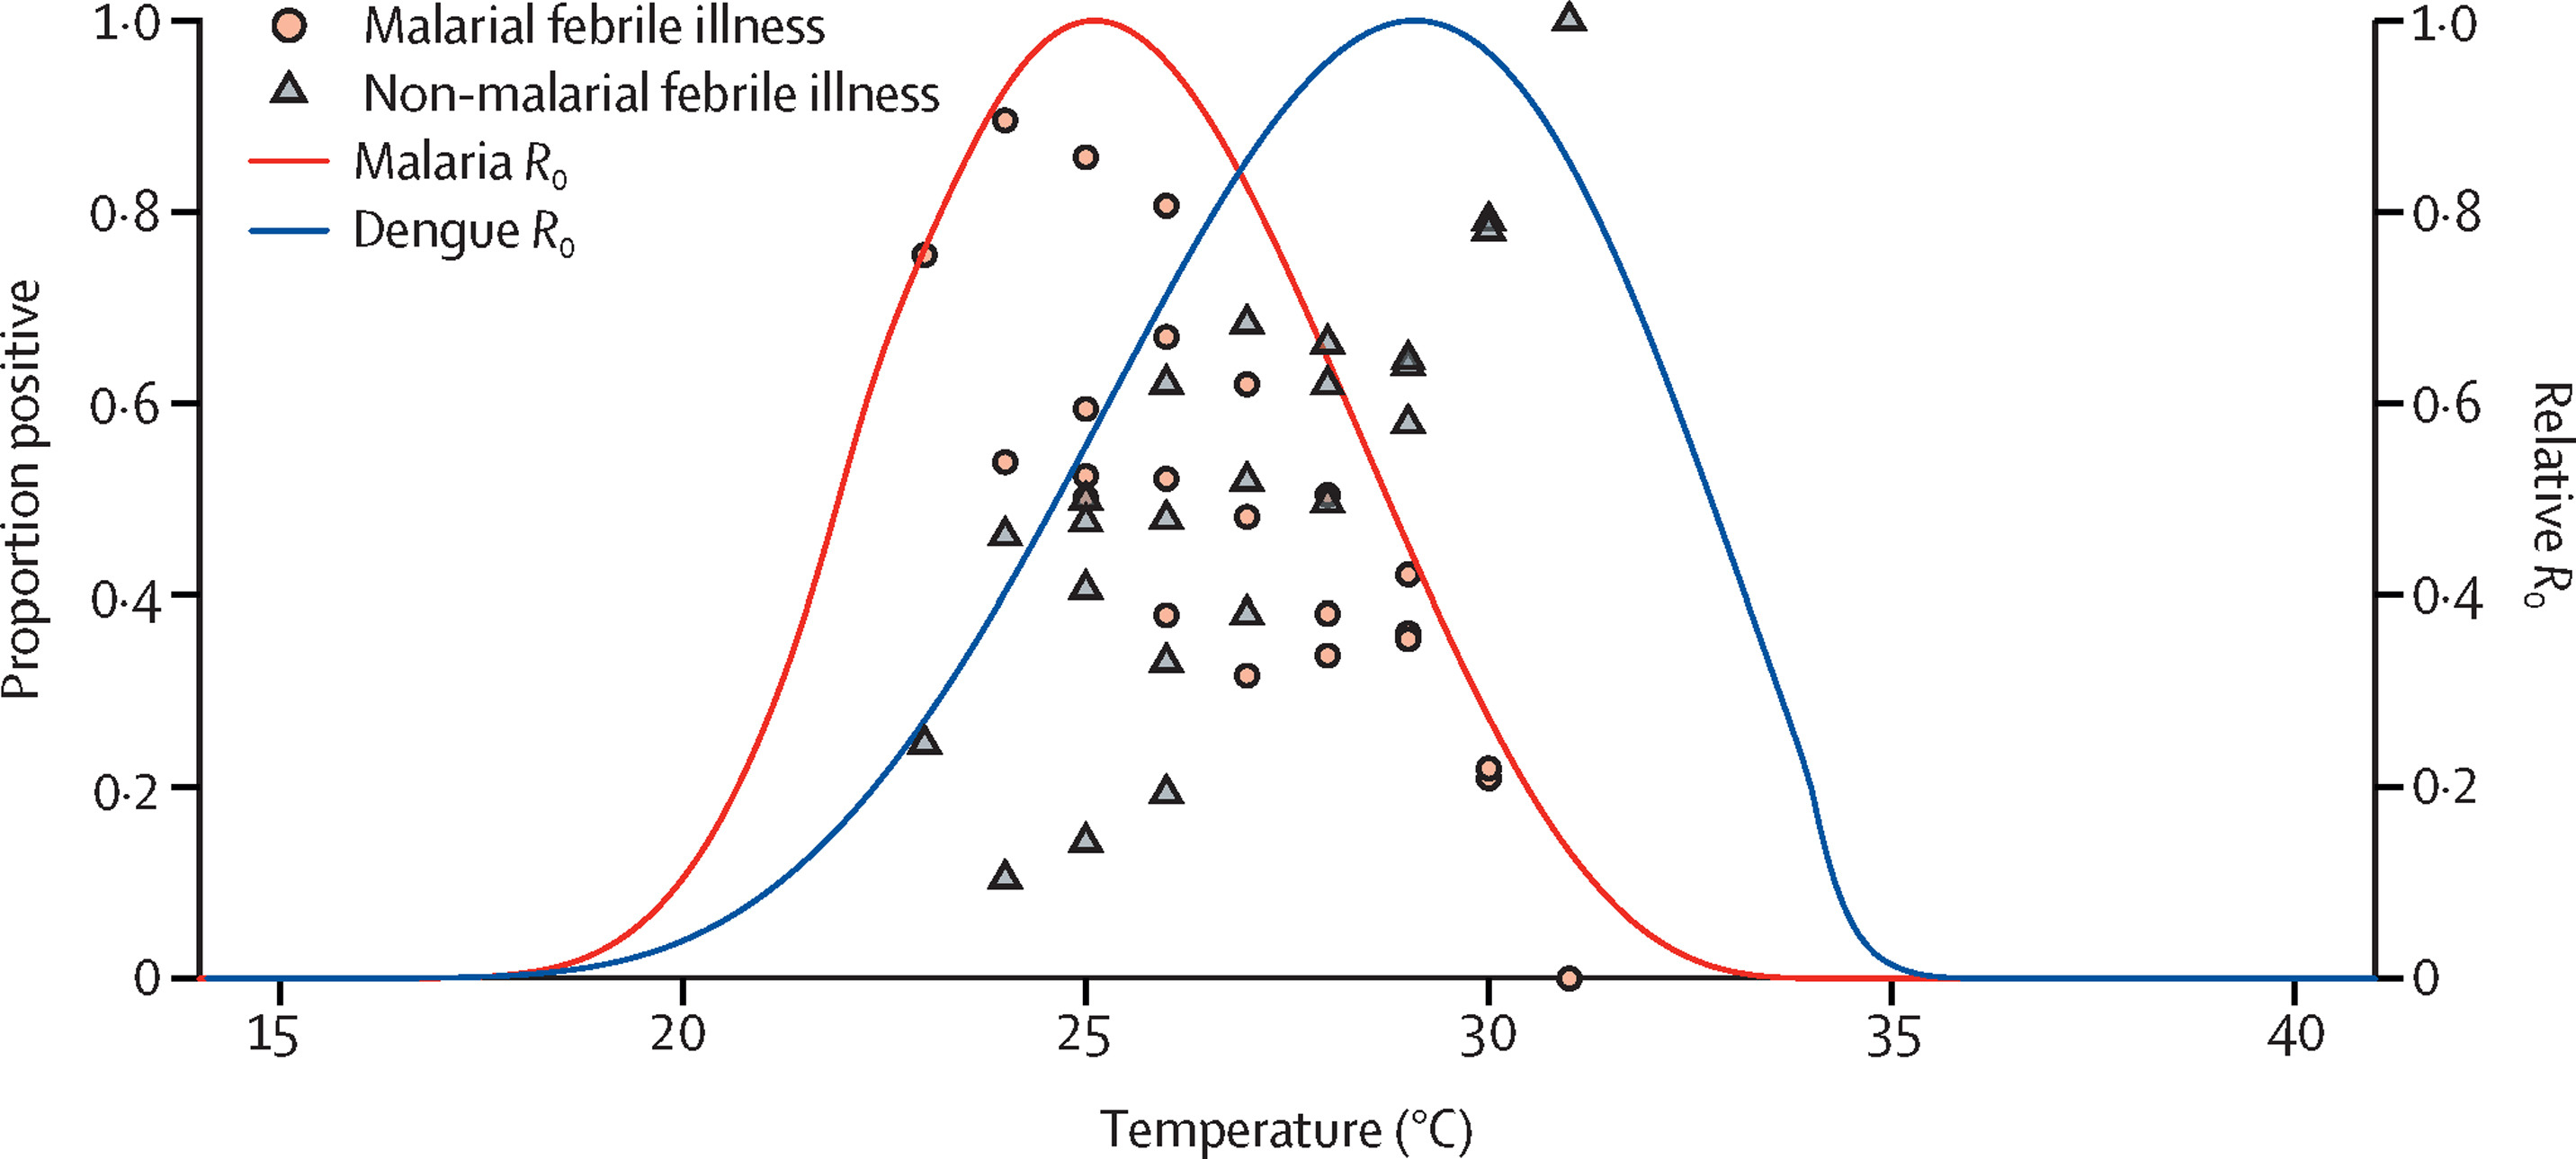 Malarial febrile illness
Non-malarial febrile illness
Malaria R0
Dengue R0
Proportion positive
1·0
0·8
0·6
0·4
0·2
0
1·0
0·8
0·6
0·4
0·2
0
Relative R0
15 20 25 30 35 40
Temperature (°C)